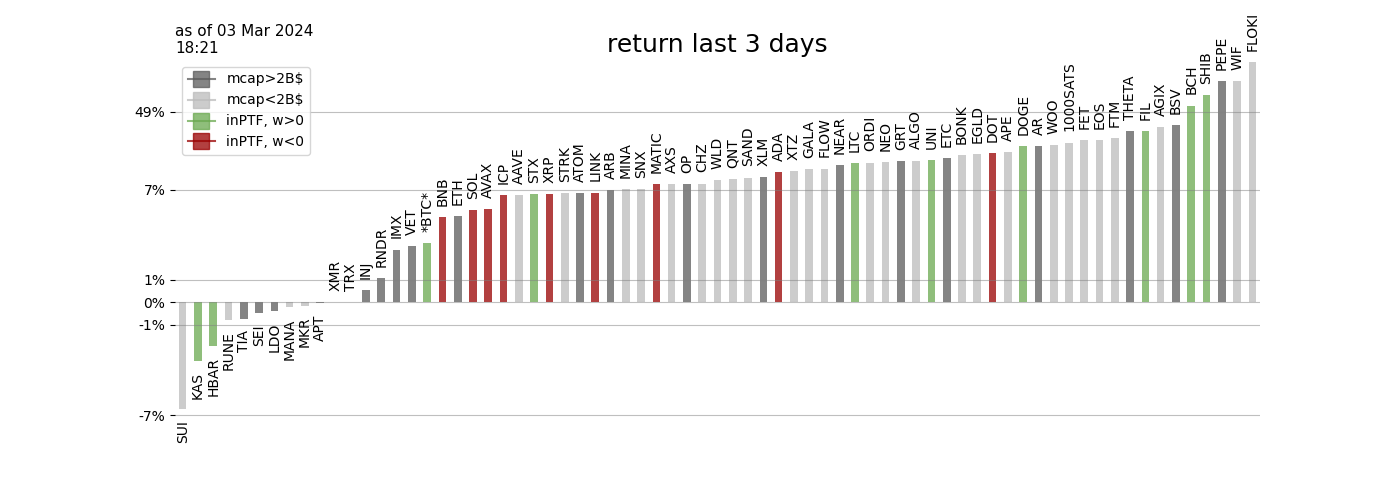 as of 03 Mar 2024
18:21
return last 3 days
mcap>2B$
mcap<2B$
inPTF, w>0
inPTF, w<0
49%
7%
1%
0%
-1%
-7%
SUI
KAS
HBAR
RUNE
TIA
SEI
LDO
MANA
MKR
APT
XMR
TRX
INJ
RNDR
IMX
VET
*BTC*
BNB
ETH
SOL
AVAX
ICP
AAVE
STX
XRP
STRK
ATOM
LINK
ARB
MINA
SNX
MATIC
AXS
OP
CHZ
WLD
QNT
SAND
XLM
ADA
XTZ
GALA
FLOW
NEAR
LTC
ORDI
NEO
GRT
ALGO
UNI
ETC
BONK
EGLD
DOT
APE
DOGE
AR
WOO
1000SATS
FET
EOS
FTM
THETA
FIL
AGIX
BSV
BCH
SHIB
PEPE
WIF
FLOKI